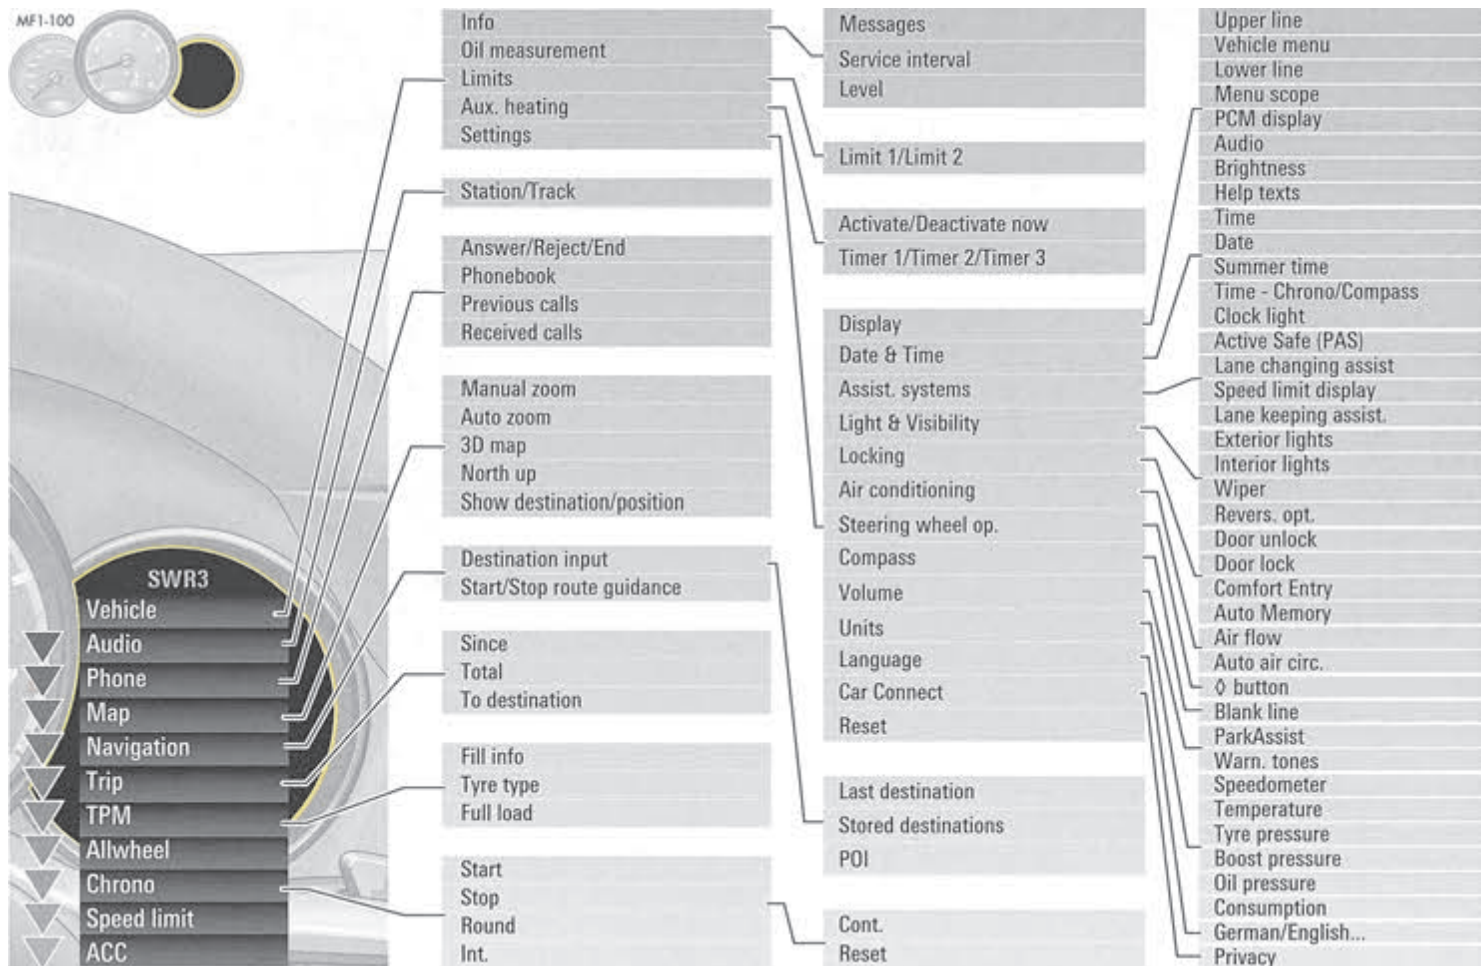 MF1-100
SWR3
Vehicle
Audio
Phone
Map
Navigation
Trip
TPM
Allwheel
Chrono
Speed limit
ACC
Info
Oil measurement
Limits
Aux. heating
Settings
Station/Track
Answer/Reject/End
Phonebook
Previous calls
Received calls
Manual zoom
Auto zoom
3D map
North up
Show destination/position
Destination input
Start/Stop route guidance
Since
Total
To destination
Fill info
Tyre type
Full load
Start
Stop
Round
Int.
Messages
Service interval
Level
Limit 1/Limit 2
Activate/Deactivate now
Timer 1/Timer 2/Timer 3
Display
Date & Time
Assist. systems
Light & Visibility
Locking
Air conditioning
Steering wheel op.
Compass
Volume
Units
Language
Car Connect
Reset
Last destination
Stored destinations
POI
Cont.
Reset
Upper line
Vehicle menu
Lower line
Menu scope
PCM display
Audio
Brightness
Help texts
Time
Date
Summer time
Time - Chrono/Compass
Clock light
Active Safe (PAS)
Lane changing assist
Speed limit display
Lane keeping assist.
Exterior lights
Interior lights
Wiper
Revers. opt.
Door unlock
Door lock
Comfort Entry
Auto Memory
Air flow
Auto air circ.
◊ button
Blank line
ParkAssist
Warn. tones
Speedometer
Temperature
Tyre pressure
Boost pressure
Oil pressure
Consumption
German/English...
Privacy